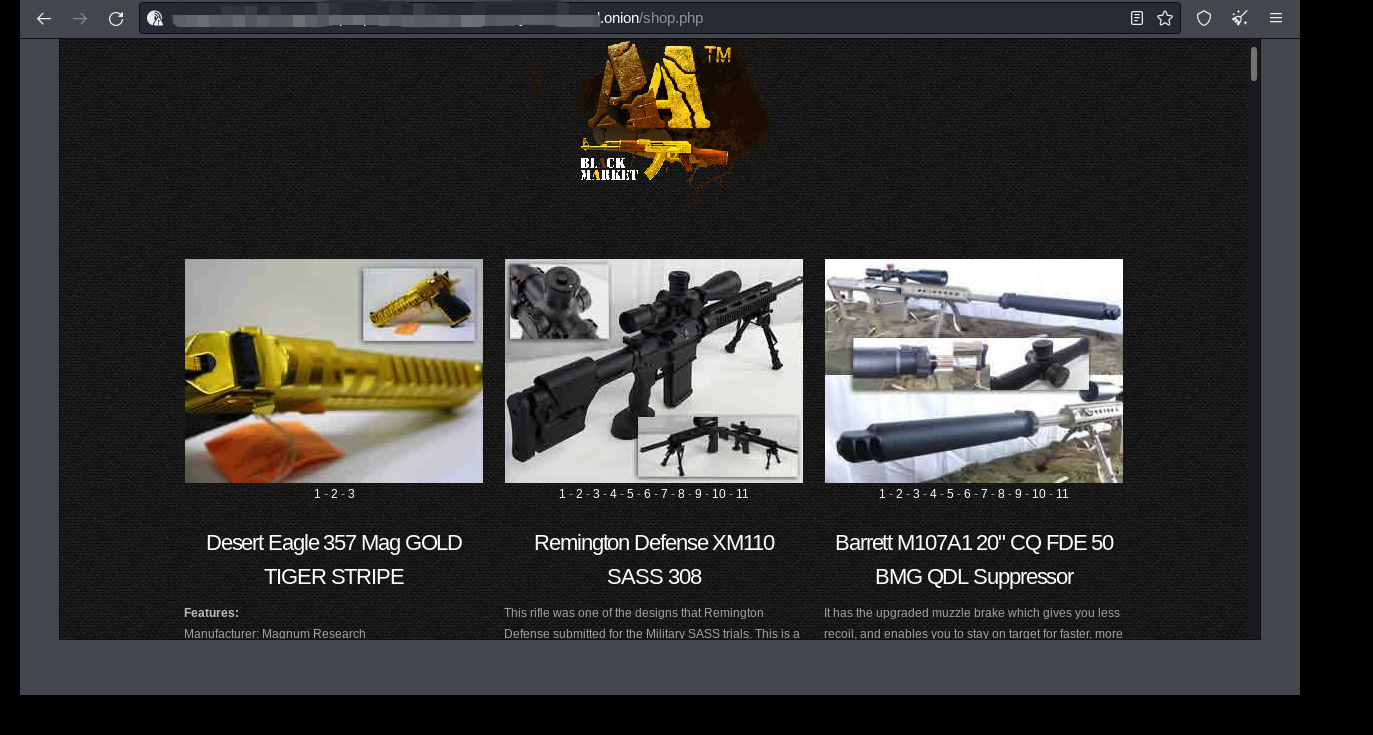 l.onion/shop.php
AA™
BLACK
MARKET
1 - 2 - 3
1 - 2 - 3 - 4 - 5 - 6 - 7 - 8 - 9 - 10 - 11
1 - 2 - 3 - 4 - 5 - 6 - 7 - 8 - 9 - 10 - 11
Desert Eagle 357 Mag GOLD
TIGER STRIPE
Features:
Manufacturer: Magnum Research
Remington Defense XM110
SASS 308
This rifle was one of the designs that Remington
Defense submitted for the Military SASS trials. This is a
Barrett M107A1 20" CQ FDE 50
BMG QDL Suppressor
It has the upgraded muzzle brake which gives you less
recoil, and enables you to stay on target for faster, more